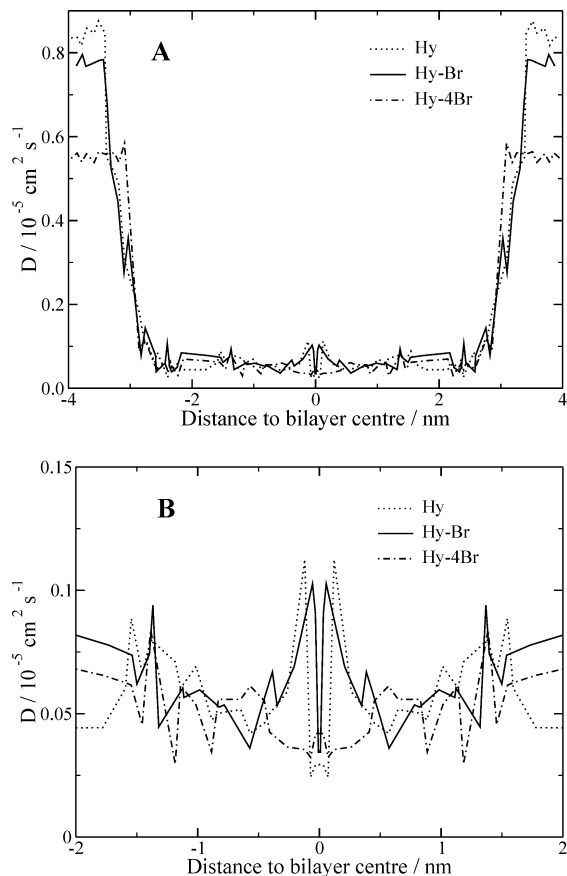 A
Hy
Hy-Br
Hy-4Br
0.8
0.6
0.4
0.2
0.0
D / 10⁻⁵ cm² s⁻¹
-4 -2 0 2 4
Distance to bilayer centre / nm
B
Hy
Hy-Br
Hy-4Br
0.15
0.1
0.05
0
D / 10⁻⁵ cm² s⁻¹
-2 -1 0 1 2
Distance to bilayer centre / nm